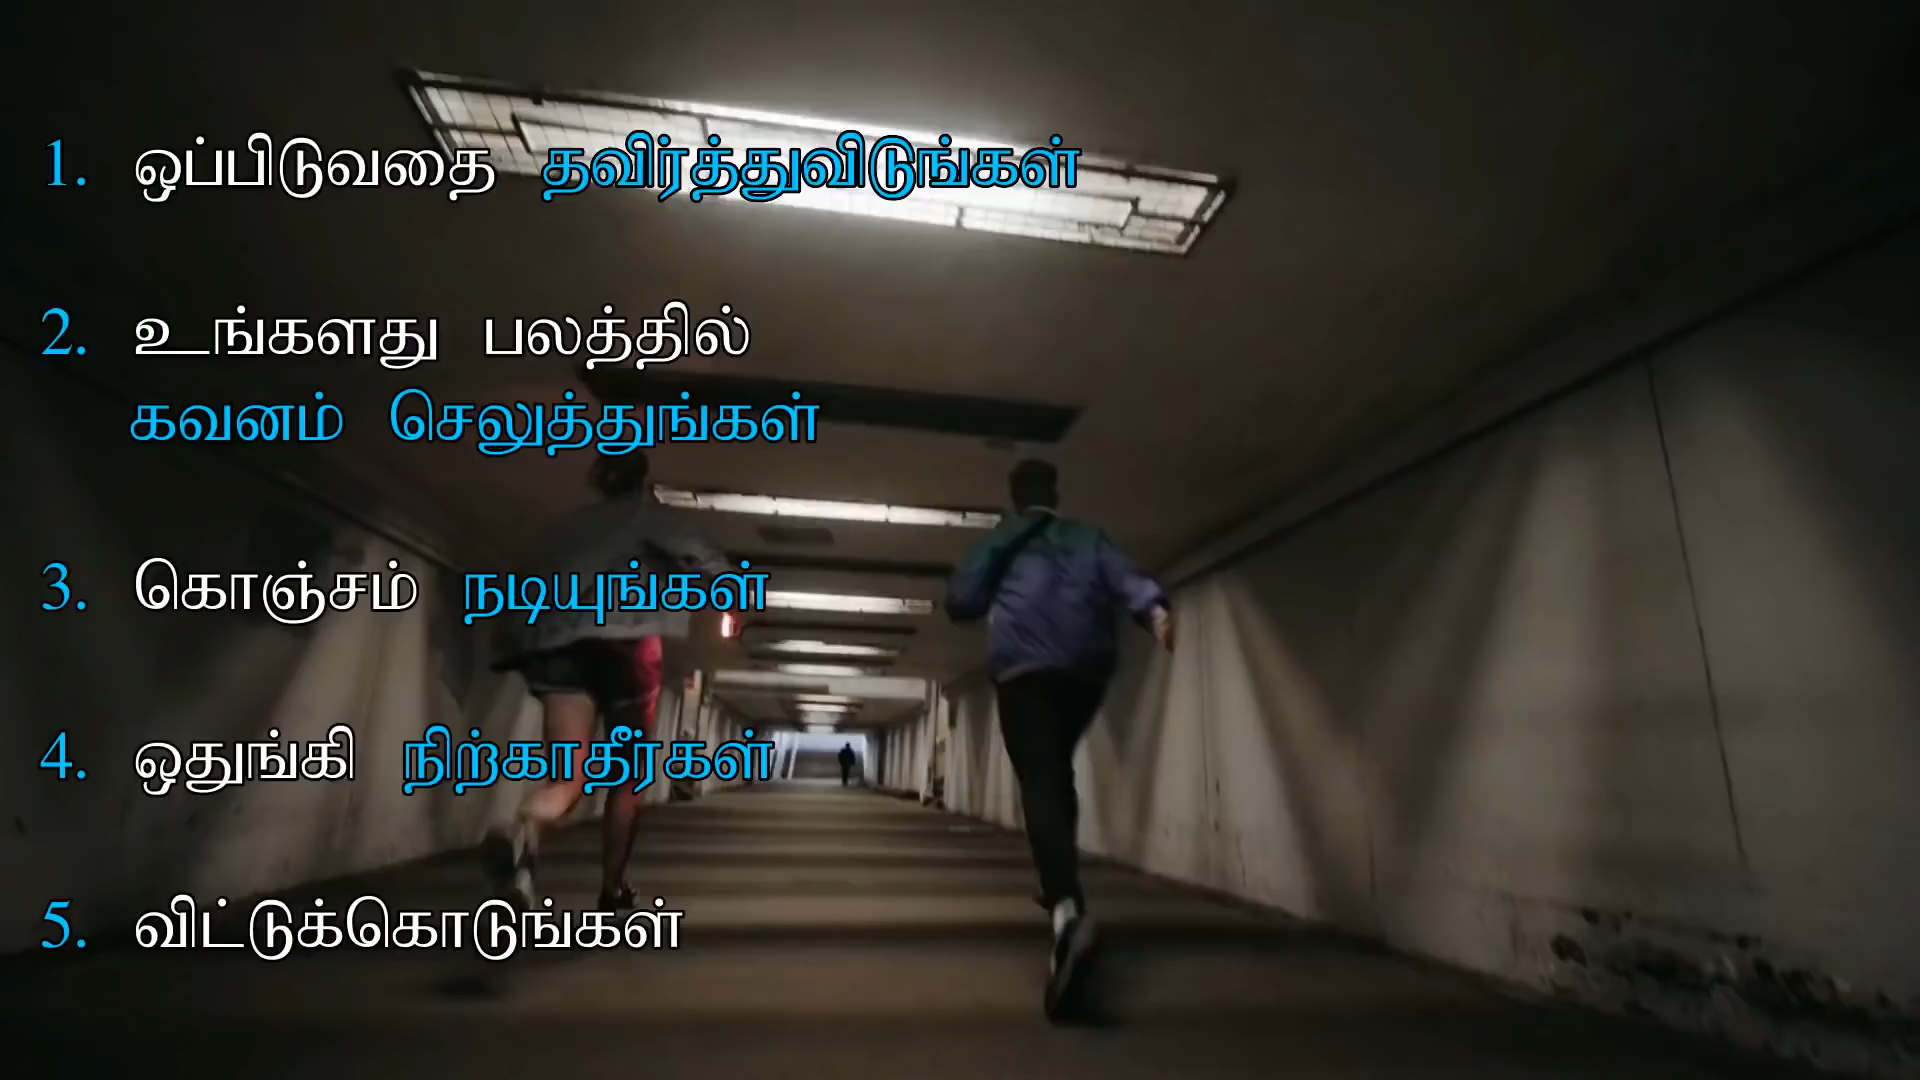 1. ஒப்பிடுவதை தவிர்த்துவிடுங்கள்
2. உங்களது பலத்தில்
கவனம் செலுத்துங்கள்
3. கொஞ்சம் நடியுங்கள்
4. ஒதுங்கி நிற்காதீர்கள்
5. விட்டுக்கொடுங்கள்